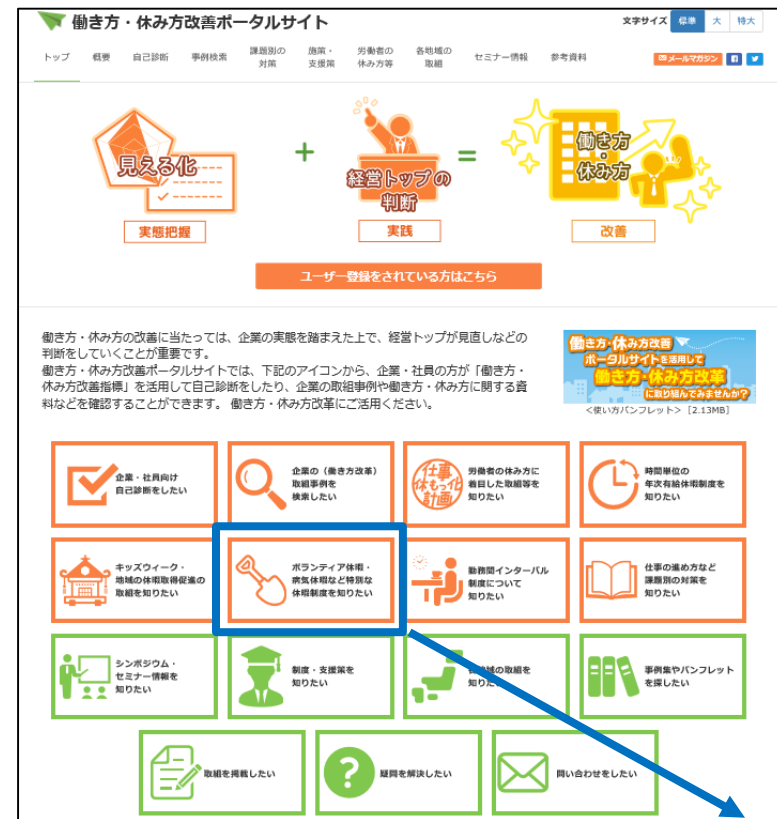 働き方・休み方改善ポータルサイト
文字サイズ 標準 大 特大
トップ 概要 自己診断 事例検索 課題別の対策 施策・支援策 労働者の休み方等 各地域の取組 セミナー情報 参考資料 メールマガジン
見える化
+
経営トップの
判断
=
働き方
・
休み方
実態把握
実践
改善
ユーザー登録をされている方はこちら
働き方・休み方の改善に当たっては、企業の実態を踏まえた上で、経営トップが見直しなどの
判断をしていくことが重要です。
働き方・休み方改善ポータルサイトでは、下記のアイコンから、企業・社員の方が「働き方・
休み方改善指標」を活用して自己診断をしたり、企業の取組事例や働き方・休み方に関する資
料などを確認することができます。 働き方・休み方改革にご活用ください。
働き方・休み方改善
ポータルサイトを活用して
働き方・休み方改革
に取り組んでみませんか?
<使い方パンフレット> [2.13MB]
企業・社員向け
自己診断をしたい
企業の(働き方改革)
取組事例を
検索したい
仕事
休もっ化
計画
労働者の休み方に
着目した取組等を
知りたい
時間単位の
年次有給休暇制度を
知りたい
キッズウィーク・
地域の休暇取得促進の
取組を知りたい
ボランティア休暇・
病気休暇など特別な
休暇制度を知りたい
勤務間インターバル
制度について
知りたい
仕事の進め方など
課題別の対策を
知りたい
シンポジウム・
セミナー情報を
知りたい
制度・支援策を
知りたい
地域の取組を
知りた
事例集やパンフレット
を探したい
取組を掲載したい
?
疑問を解決したい
問い合わせをしたい